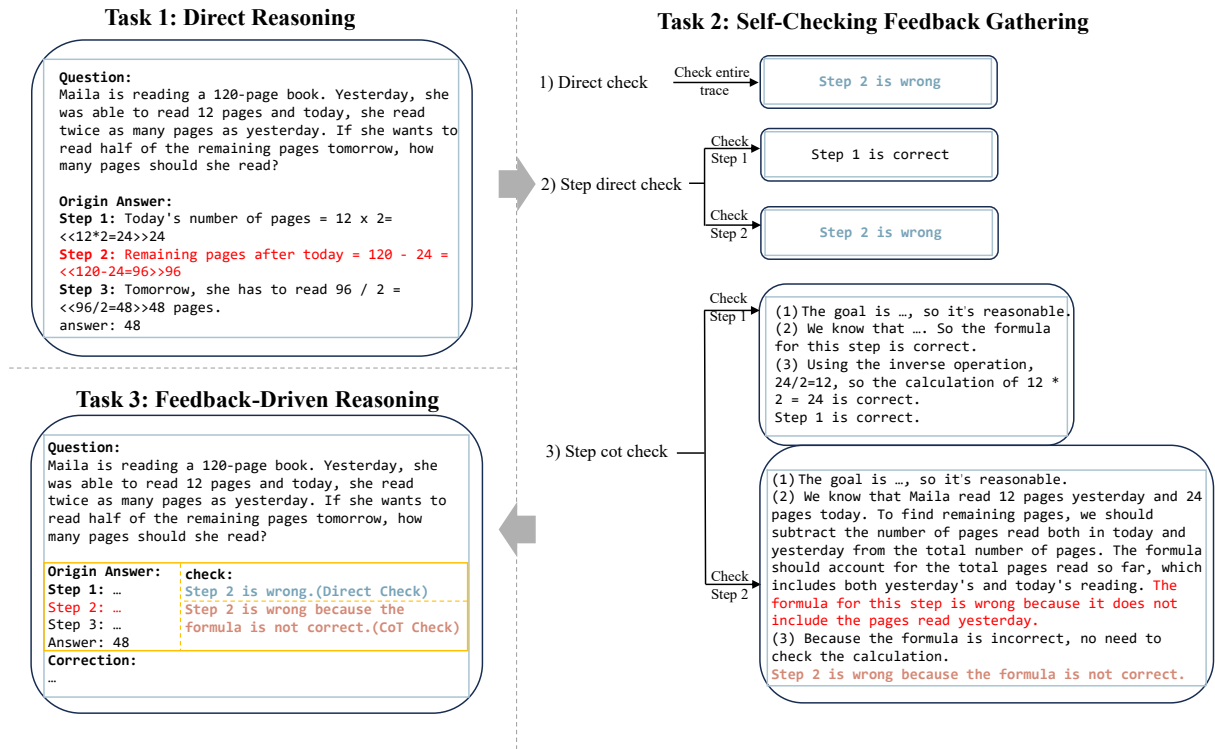 Task 1: Direct Reasoning
Question:
Maila is reading a 120-page book. Yesterday, she
was able to read 12 pages and today, she read
twice as many pages as yesterday. If she wants to
read half of the remaining pages tomorrow, how
many pages should she read?
Origin Answer:
Step 1: Today's number of pages = 12 x 2=
<<12*2=24>>24
Step 2: Remaining pages after today = 120 - 24 =
<<120-24=96>>96
Step 3: Tomorrow, she has to read 96 / 2 =
<<96/2=48>>48 pages.
answer: 48
Task 2: Self-Checking Feedback Gathering
1) Direct check
Check entire
trace
Step 2 is wrong
2) Step direct check
Check
Step 1
Step 1 is correct
Check
Step 2
Step 2 is wrong
3) Step cot check
Check
Step 1
(1) The goal is …, so it's reasonable.
(2) We know that …. So the formula
for this step is correct.
(3) Using the inverse operation,
24/2=12, so the calculation of 12 *
2 = 24 is correct.
Step 1 is correct.
Check
Step 2
(1) The goal is …, so it's reasonable.
(2) We know that Maila read 12 pages yesterday and 24
pages today. To find remaining pages, we should
subtract the number of pages read both in today and
yesterday from the total number of pages. The formula
should account for the total pages read so far, which
includes both yesterday's and today's reading. The
formula for this step is wrong because it does not
include the pages read yesterday.
(3) Because the formula is incorrect, no need to
check the calculation.
Step 2 is wrong because the formula is not correct.
Task 3: Feedback-Driven Reasoning
Question:
Maila is reading a 120-page book. Yesterday, she
was able to read 12 pages and today, she read
twice as many pages as yesterday. If she wants to
read half of the remaining pages tomorrow, how
many pages should she read?
Origin Answer:
Step 1: …
Step 2: …
Step 3: …
Answer: 48
check:
Step 2 is wrong.(Direct Check)
Step 2 is wrong because the
formula is not correct.(CoT Check)
Correction:
…